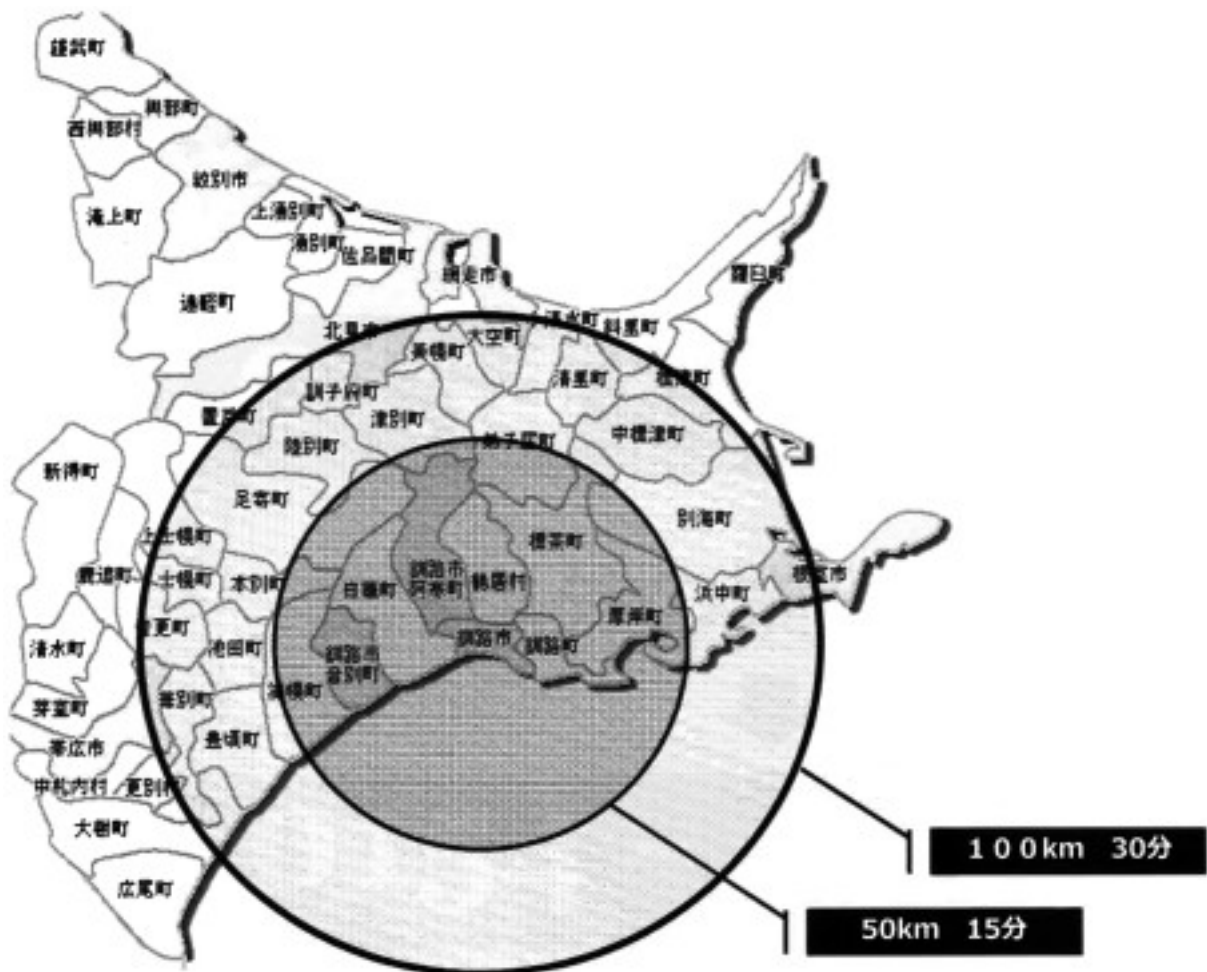 雄武町
興部町
西興部村
紋別市
滝上町
上湧別町
湧別町
佐呂間町
網走市
羅臼町
遠軽町
北見市
大空町
清水町
斜里町
美幌町
訓子府町
清里町
標津町
置戸町
津別町
陸別町
弟子屈町
中標津町
新得町
足寄町
別海町
上士幌町
標茶町
鹿追町
士幌町
本別町
白糠町
釧路市
阿寒町
鶴居村
根室市
浜中町
厚岸町
音更町
池田町
釧路市
釧路町
清水町
釧路市
音別町
幕別町
浦幌町
芽室町
豊頃町
帯広市
中札内村
更別村
大樹町
広尾町
100km 30分
50km 15分